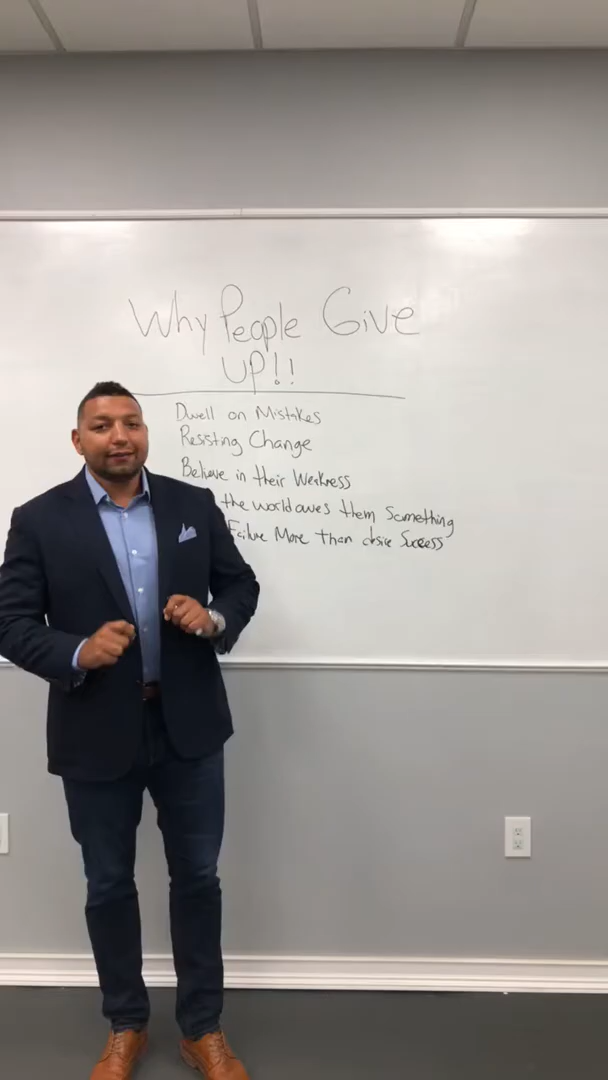 Why People Give
UP!!
Dwell on Mistakes
Resisting Change
Believe in their Weakness
the world owes them Something
Failure More than desire Success